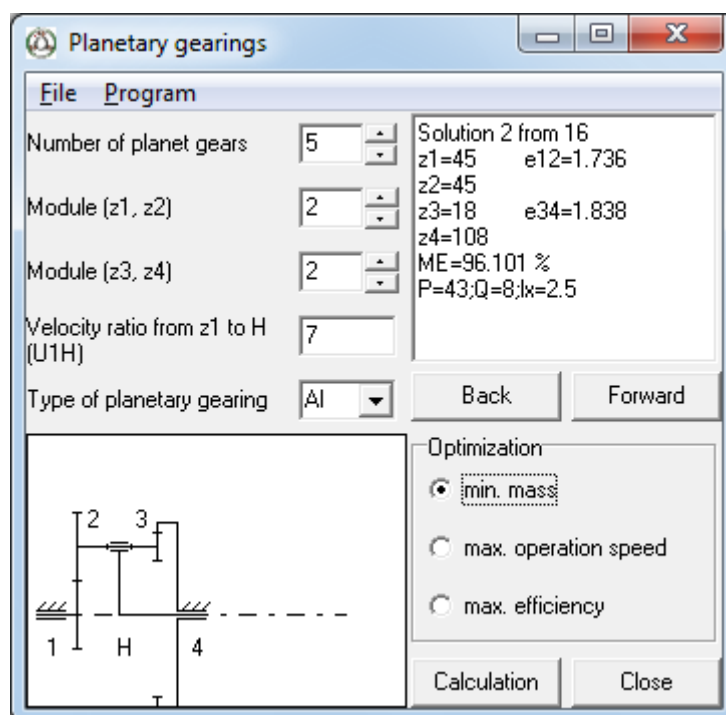 Planetary gearings
File Program
Number of planet gears 5
Module (z1, z2) 2
Module (z3, z4) 2
Velocity ratio from z1 to H
(U1H) 7
Type of planetary gearing AI
Solution 2 from 16
z1=45 e12=1.736
z2=45
z3=18 e34=1.838
z4=108
ME=96.101 %
P=43;Q=8;Ix=2.5
Back Forward
2 3
1 H 4
Optimization
min. mass
max. operation speed
max. efficiency
Calculation Close